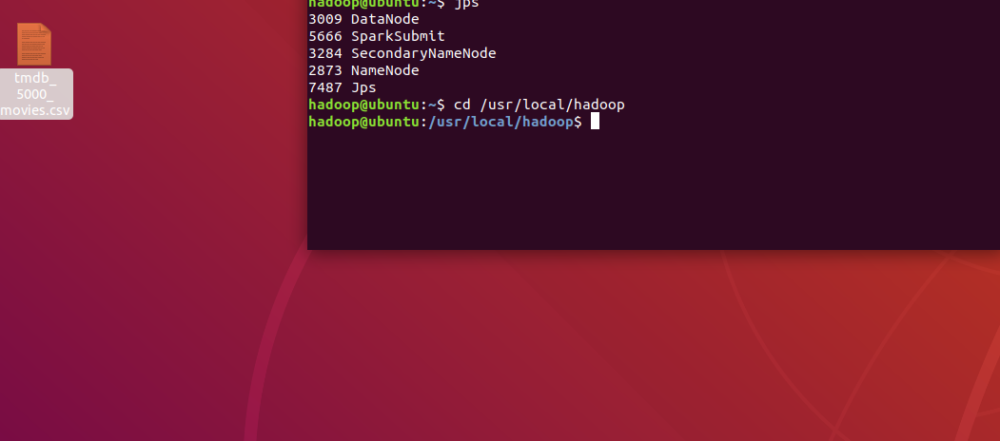 hadoop@ubuntu:~$ jps
3009 DataNode
5666 SparkSubmit
3284 SecondaryNameNode
2873 NameNode
7487 Jps
hadoop@ubuntu:~$ cd /usr/local/hadoop
hadoop@ubuntu:/usr/local/hadoop$
tmdb_
5000_
movies.csv